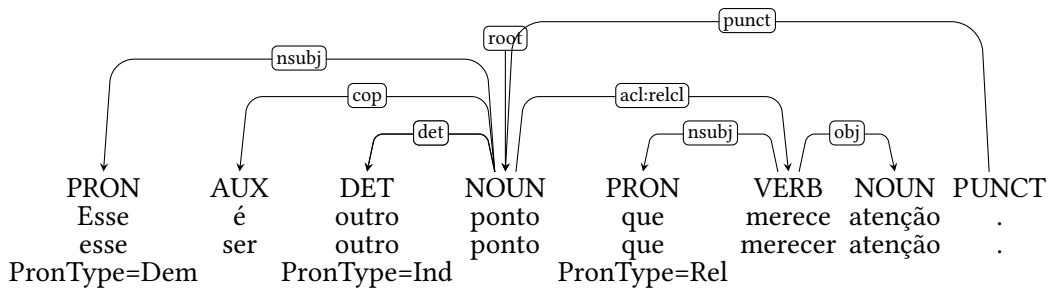 punct
root
nsubj
cop acl:relcl
det nsubj obj
PRON AUX DET NOUN PRON VERB NOUN PUNCT
Esse é outro ponto que merece atenção .
esse ser outro ponto que merecer atenção .
PronType=Dem PronType=Ind PronType=Rel